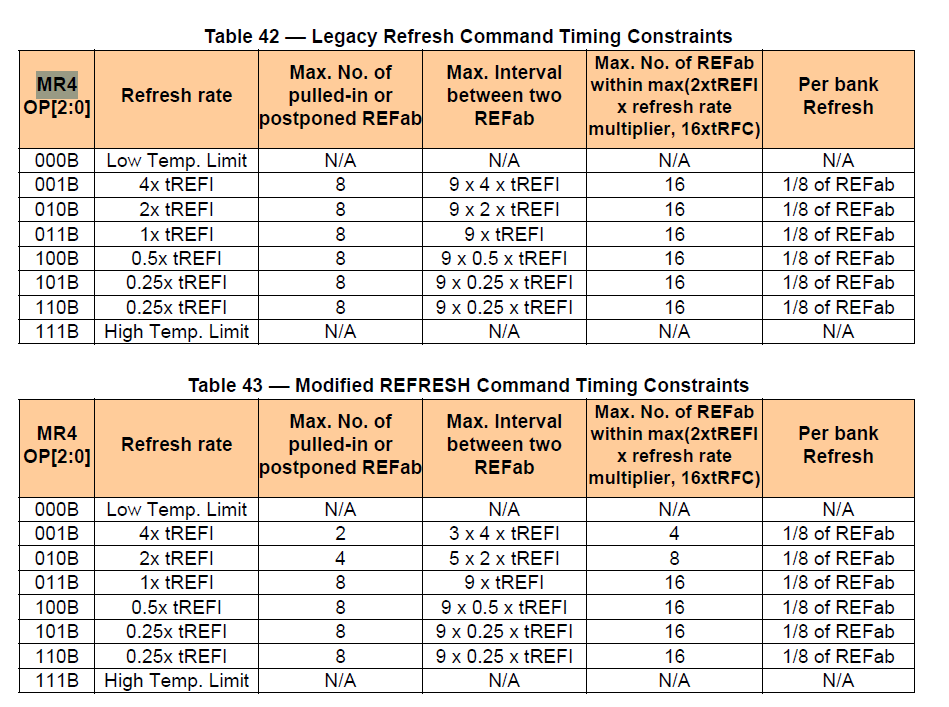 Table 42 — Legacy Refresh Command Timing Constraints
MR4 OP[2:0] Refresh rate Max. No. of pulled-in or postponed REFab Max. Interval between two REFab Max. No. of REFab within max(2xtREFI x refresh rate multiplier, 16xtRFC) Per bank Refresh
000B Low Temp. Limit N/A N/A N/A N/A
001B 4x tREFI 8 9 x 4 x tREFI 16 1/8 of REFab
010B 2x tREFI 8 9 x 2 x tREFI 16 1/8 of REFab
011B 1x tREFI 8 9 x tREFI 16 1/8 of REFab
100B 0.5x tREFI 8 9 x 0.5 x tREFI 16 1/8 of REFab
101B 0.25x tREFI 8 9 x 0.25 x tREFI 16 1/8 of REFab
110B 0.25x tREFI 8 9 x 0.25 x tREFI 16 1/8 of REFab
111B High Temp. Limit N/A N/A N/A N/A
Table 43 — Modified REFRESH Command Timing Constraints
MR4 OP[2:0] Refresh rate Max. No. of pulled-in or postponed REFab Max. Interval between two REFab Max. No. of REFab within max(2xtREFI x refresh rate multiplier, 16xtRFC) Per bank Refresh
000B Low Temp. Limit N/A N/A N/A N/A
001B 4x tREFI 2 3 x 4 x tREFI 4 1/8 of REFab
010B 2x tREFI 4 5 x 2 x tREFI 8 1/8 of REFab
011B 1x tREFI 8 9 x tREFI 16 1/8 of REFab
100B 0.5x tREFI 8 9 x 0.5 x tREFI 16 1/8 of REFab
101B 0.25x tREFI 8 9 x 0.25 x tREFI 16 1/8 of REFab
110B 0.25x tREFI 8 9 x 0.25 x tREFI 16 1/8 of REFab
111B High Temp. Limit N/A N/A N/A N/A